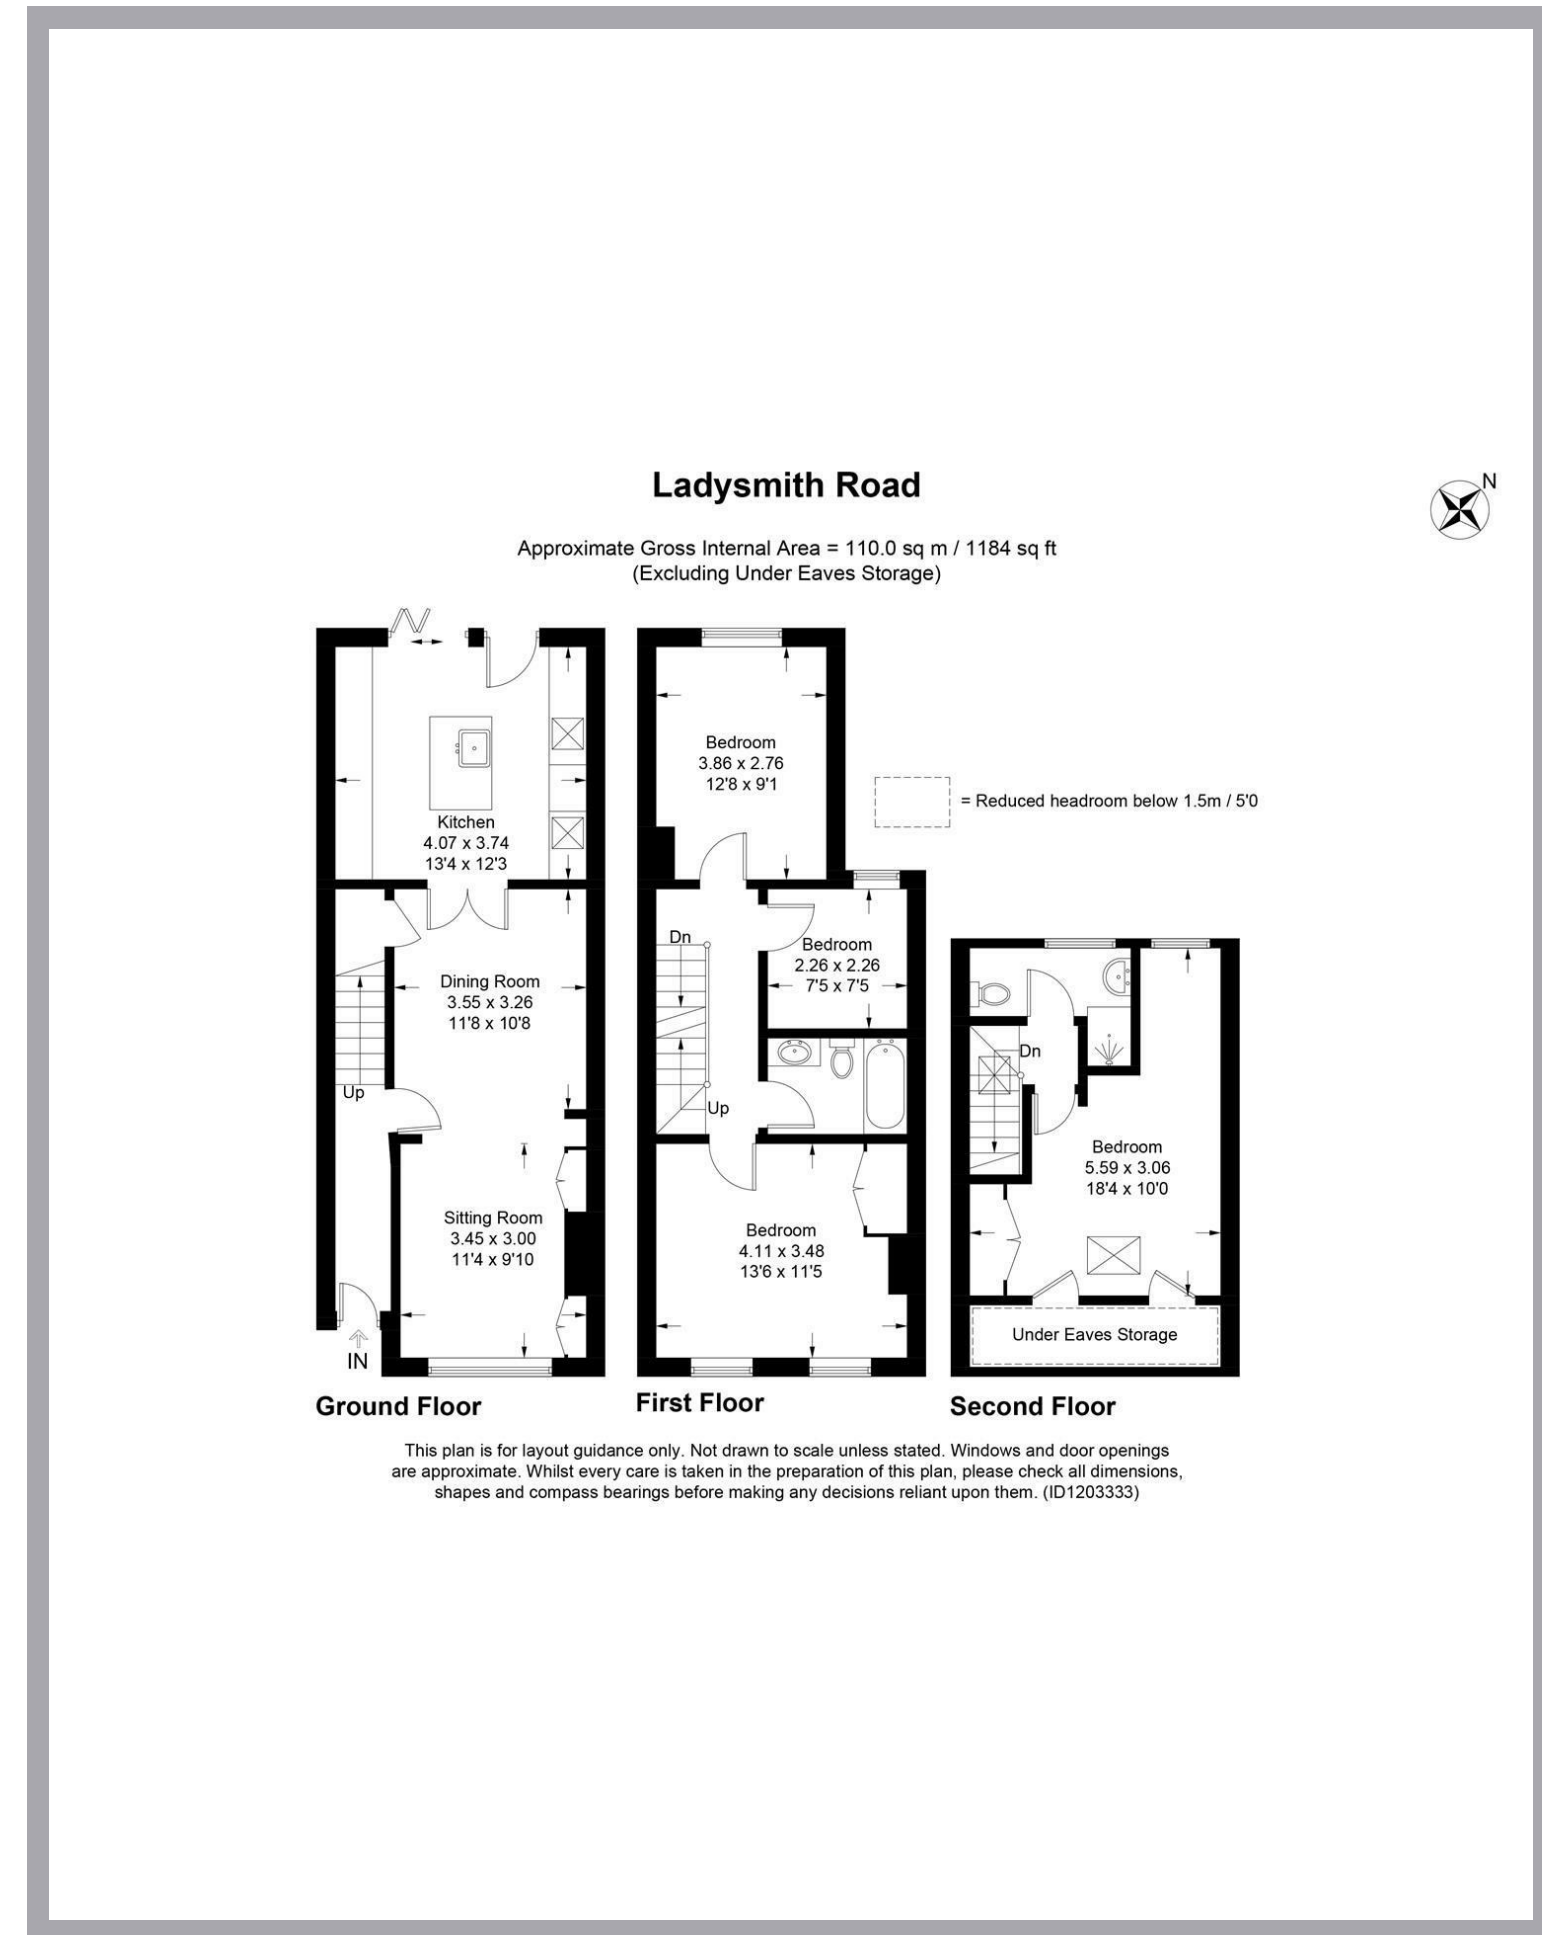 Ladysmith Road
N
Approximate Gross Internal Area = 110.0 sq m / 1184 sq ft
(Excluding Under Eaves Storage)
Kitchen
4.07 x 3.74
13'4 x 12'3
Dining Room
3.55 x 3.26
11'8 x 10'8
Up
Sitting Room
3.45 x 3.00
11'4 x 9'10
IN
Ground Floor
Bedroom
3.86 x 2.76
12'8 x 9'1
= Reduced headroom below 1.5m / 5'0
Dn
Bedroom
2.26 x 2.26
7'5 x 7'5
Up
Bedroom
4.11 x 3.48
13'6 x 11'5
First Floor
Dn
Bedroom
5.59 x 3.06
18'4 x 10'0
Under Eaves Storage
Second Floor
This plan is for layout guidance only. Not drawn to scale unless stated. Windows and door openings
are approximate. Whilst every care is taken in the preparation of this plan, please check all dimensions,
shapes and compass bearings before making any decisions reliant upon them. (ID1203333)